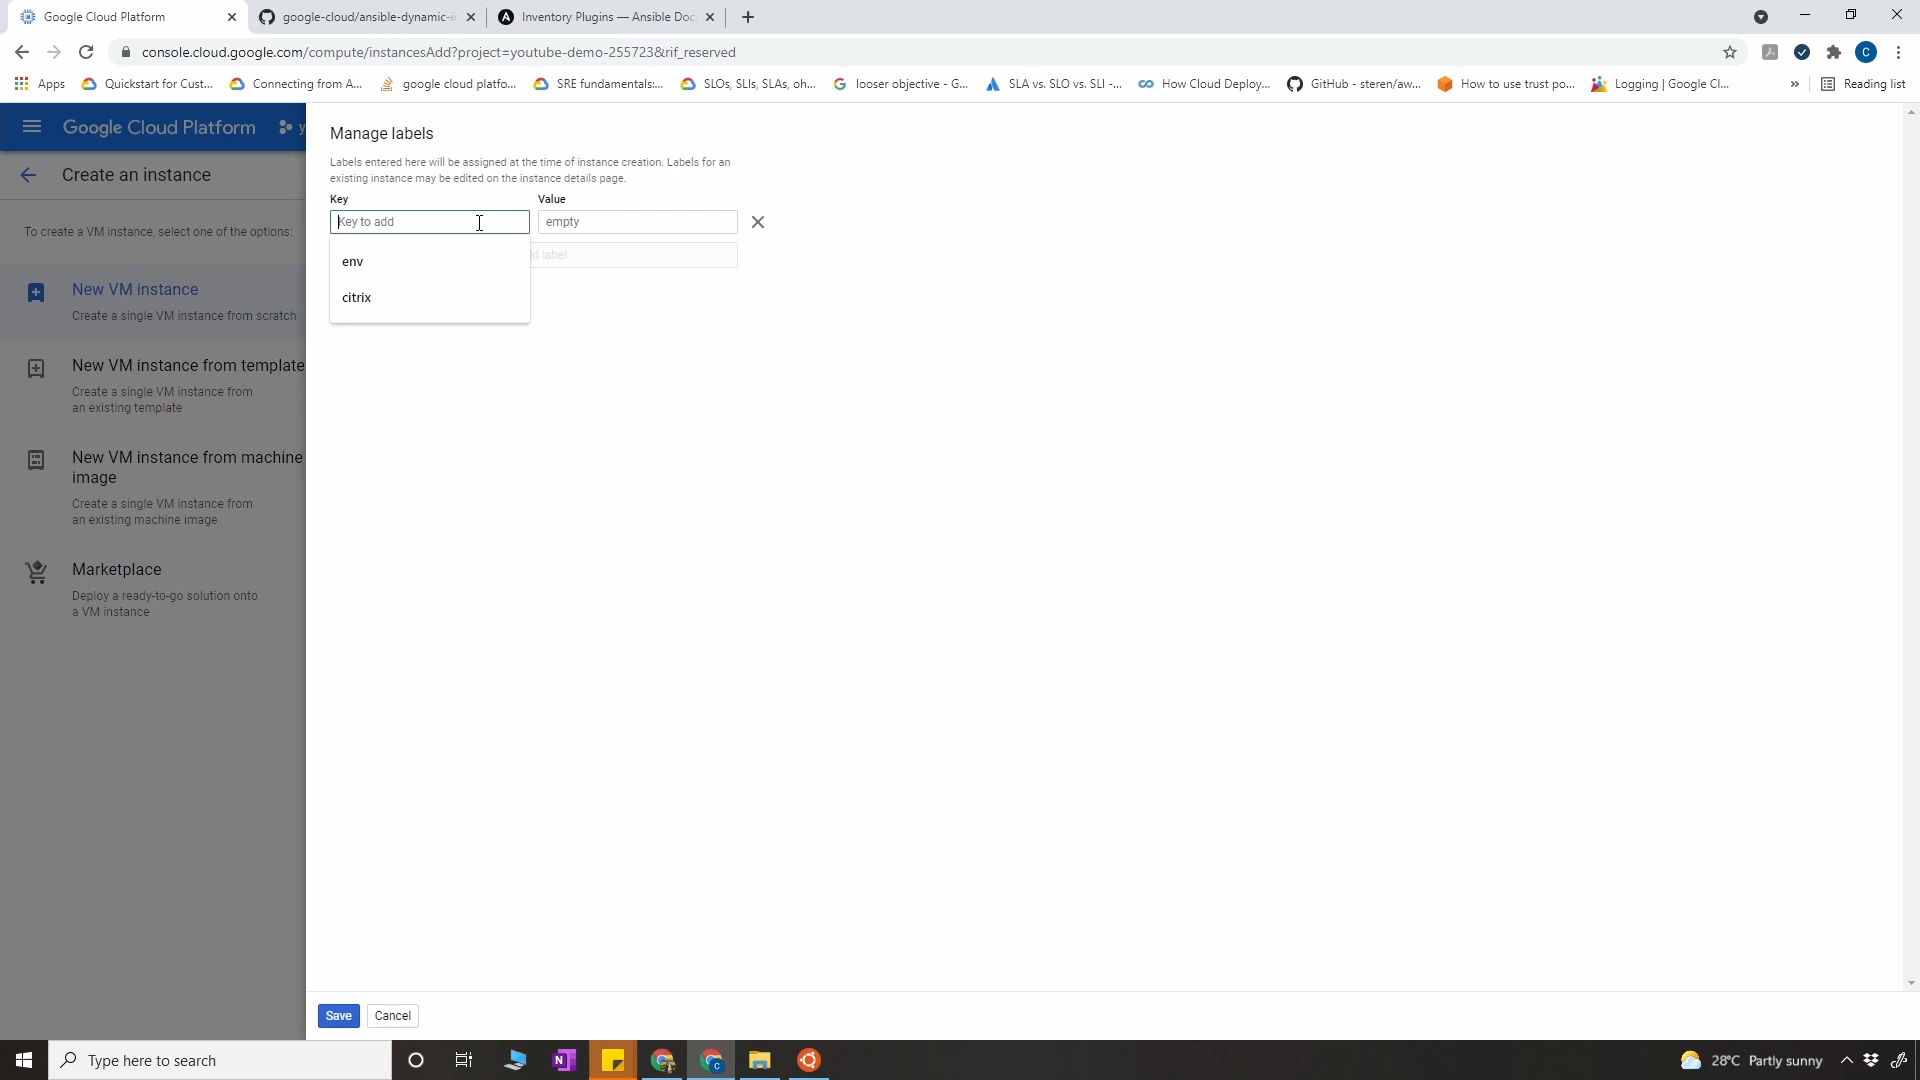 Google Cloud Platform
google-cloud/ansible-dynamic-i
Inventory Plugins — Ansible Doc
console.cloud.google.com/compute/instancesAdd?project=youtube-demo-255723&rif_reserved
C
Apps
Quickstart for Cust...
Connecting from A...
google cloud platfo...
SRE fundamentals:...
SLOs, SLIs, SLAs, oh...
looser objective - G...
SLA vs. SLO vs. SLI -...
How Cloud Deploy...
GitHub - steren/aw...
How to use trust po...
Logging | Google Cl...
»
Reading list
Google Cloud Platform
y
Create an instance
To create a VM instance, select one of the options:
New VM instance
Create a single VM instance from scratch
New VM instance from template
Create a single VM instance from
an existing template
New VM instance from machine
image
Create a single VM instance from
an existing machine image
Marketplace
Deploy a ready-to-go solution onto
a VM instance
Manage labels
Labels entered here will be assigned at the time of instance creation. Labels for an
existing instance may be edited on the instance details page.
Key
Value
Key to add
empty
d label
env
citrix
Save
Cancel
Type here to search
28°C Partly sunny